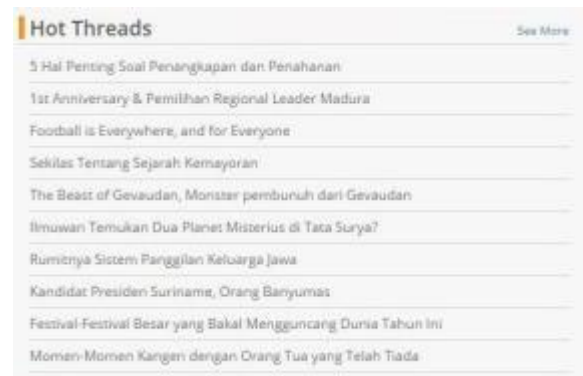 Hot Threads
See More
5 Hal Penting Soal Penangkapan dan Penahanan
1st Anniversary & Pemilihan Regional Leader Madura
Football is Everywhere, and for Everyone
Sekilas Tentang Sejarah Kemayoran
The Beast of Gevaudan, Monster pembunuh dari Gevaudan
Ilmuwan Temukan Dua Planet Misterius di Tata Surya?
Rumitnya Sistem Panggilan Keluarga Jawa
Kandidat Presiden Suriname, Orang Banyumas
Festival-Festival Besar yang Bakal Mengguncang Dunia Tahun Ini
Momen-Momen Kangen dengan Orang Tua yang Telah Tiada